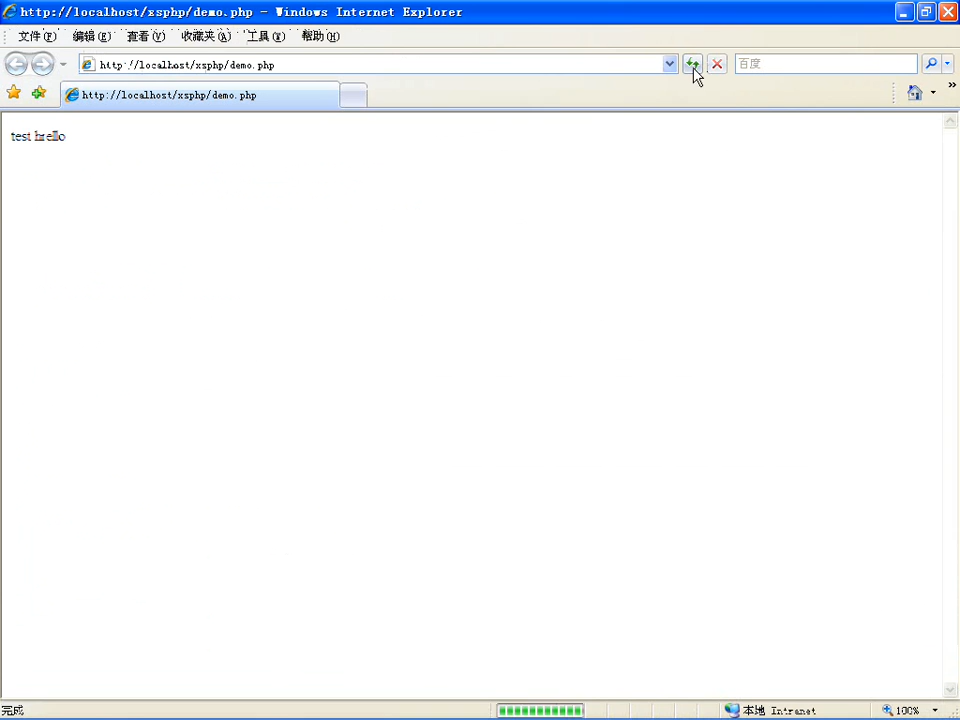 http://localhost/xsphp/demo.php - Windows Internet Explorer
文件(F) 编辑(E) 查看(V) 收藏夹(A) 工具(X) 帮助(H)
http://localhost/xsphp/demo.php 百度
http://localhost/xsphp/demo.php
test
完成 本地 Intranet 100%